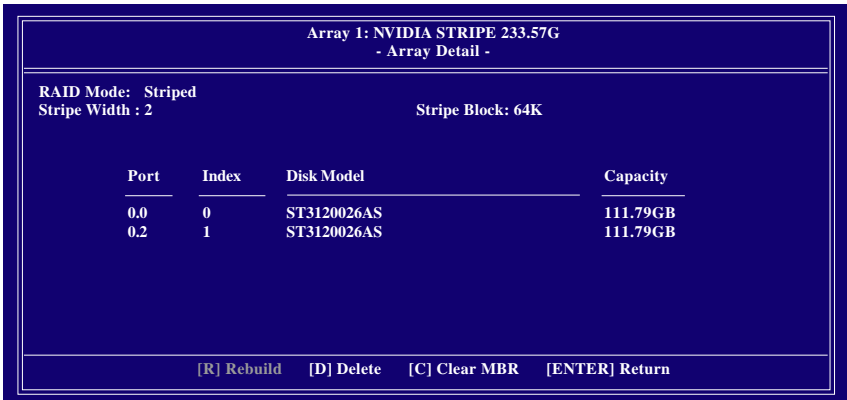 Array 1: NVIDIA STRIPE 233.57G
- Array Detail -
RAID Mode: Striped
Stripe Width : 2 Stripe Block: 64K
Port Index Disk Model Capacity
0.0 0 ST3120026AS 111.79GB
0.2 1 ST3120026AS 111.79GB
[R] Rebuild [D] Delete [C] Clear MBR [ENTER] Return